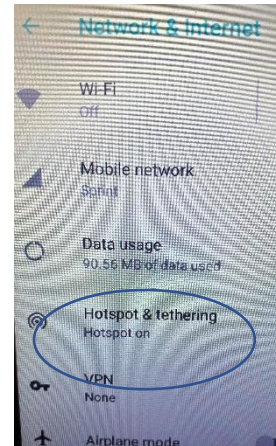 Network & Internet
Wi-Fi
Off
Mobile network
Sprint
Data usage
90.56 MB of data used
Hotspot & tethering
Hotspot on
VPN
None
Airplane mode